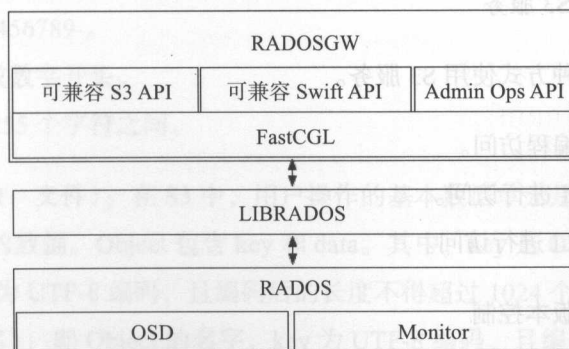 RADOSGW
可兼容 S3 API
可兼容 Swift API
Admin Ops API
FastCGL
LIBRADOS
RADOS
OSD
Monitor